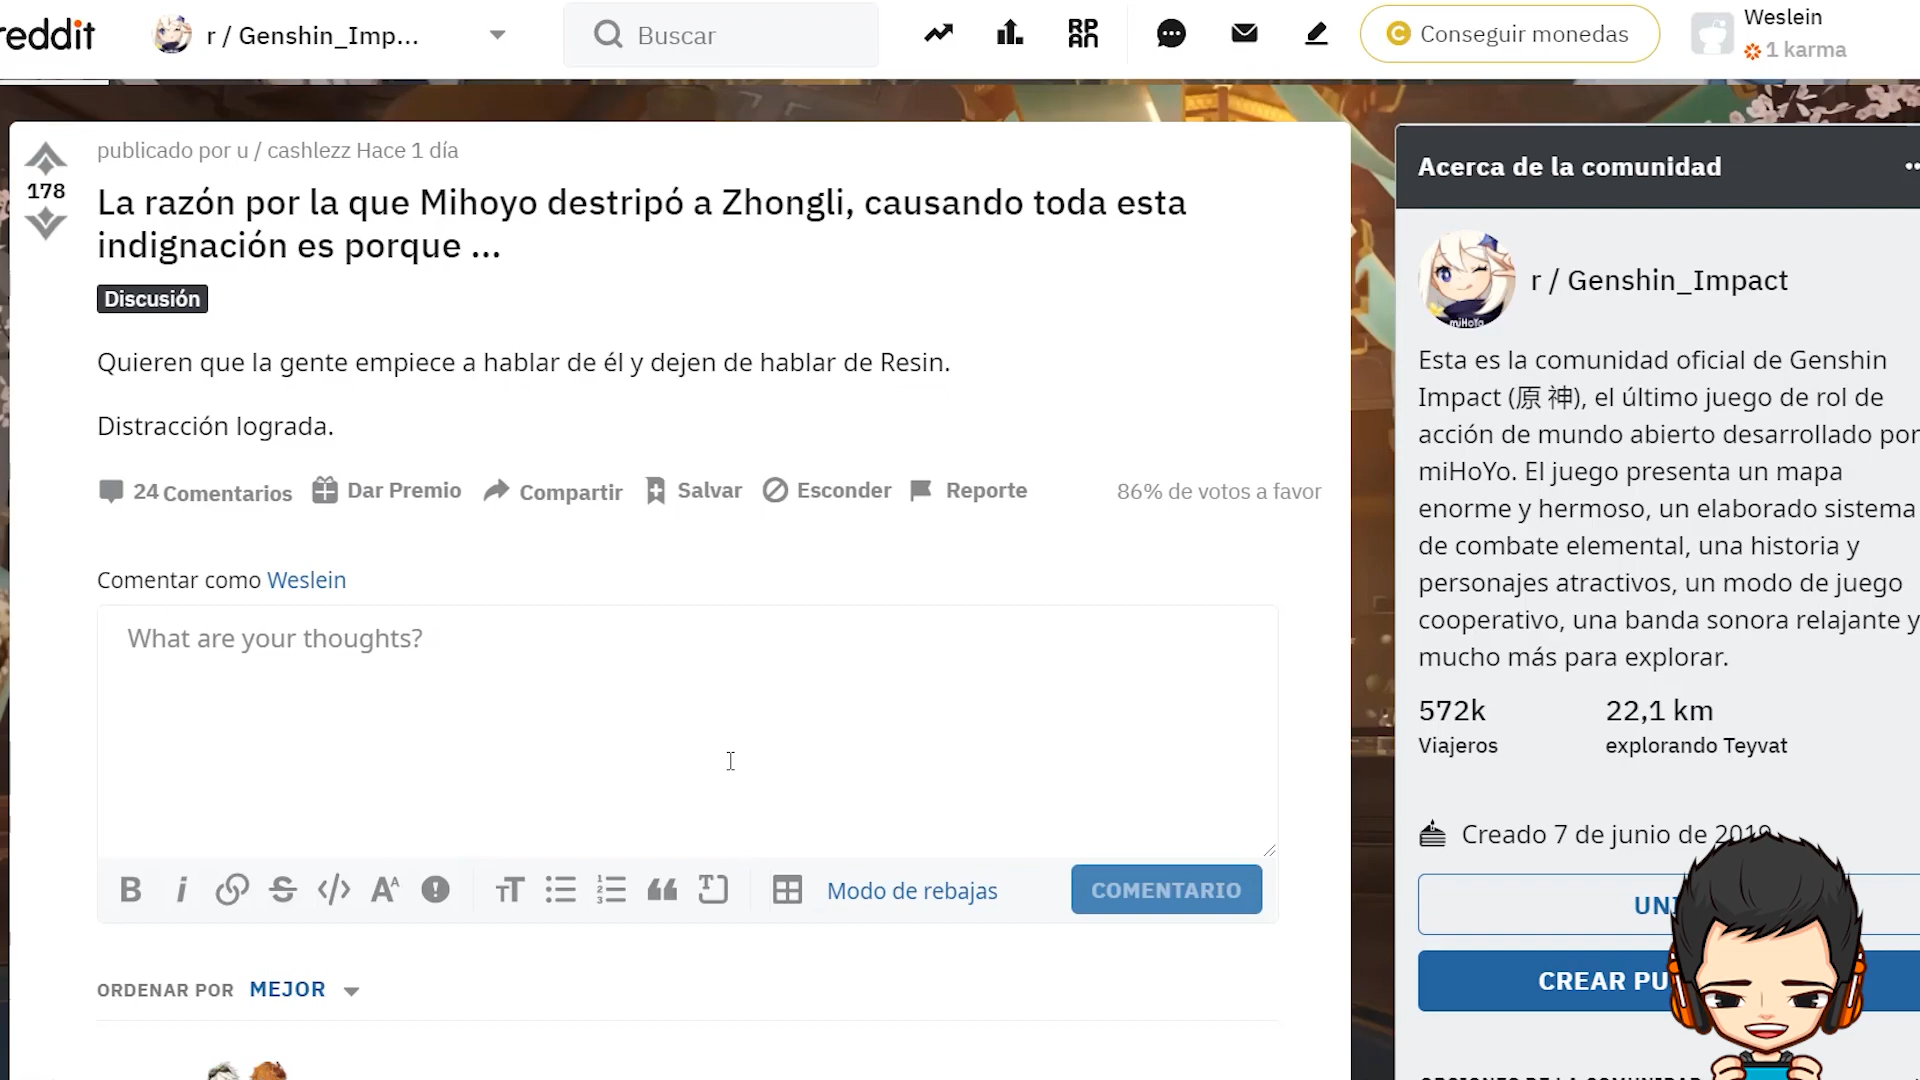 reddit
r / Genshin_Imp...
Buscar
RPAN
Conseguir monedas
Weslein
1 karma
publicado por u / cashlezz Hace 1 día
178
La razón por la que Mihoyo destripó a Zhongli, causando toda esta
indignación es porque ...
Discusión
Quieren que la gente empiece a hablar de él y dejen de hablar de Resin.
Distracción lograda.
24 Comentarios
Dar Premio
Compartir
Salvar
Esconder
Reporte
86% de votos a favor
Comentar como Weslein
What are your thoughts?
Modo de rebajas
COMENTARIO
ORDENAR POR MEJOR
Acerca de la comunidad
miHoYo
r / Genshin_Impact
Esta es la comunidad oficial de Genshin
Impact (原 神), el último juego de rol de
acción de mundo abierto desarrollado por
miHoYo. El juego presenta un mapa
enorme y hermoso, un elaborado sistema
de combate elemental, una historia y
personajes atractivos, un modo de juego
cooperativo, una banda sonora relajante y
mucho más para explorar.
572k
Viajeros
22,1 km
explorando Teyvat
Creado 7 de junio de 2019
UN
CREAR PU